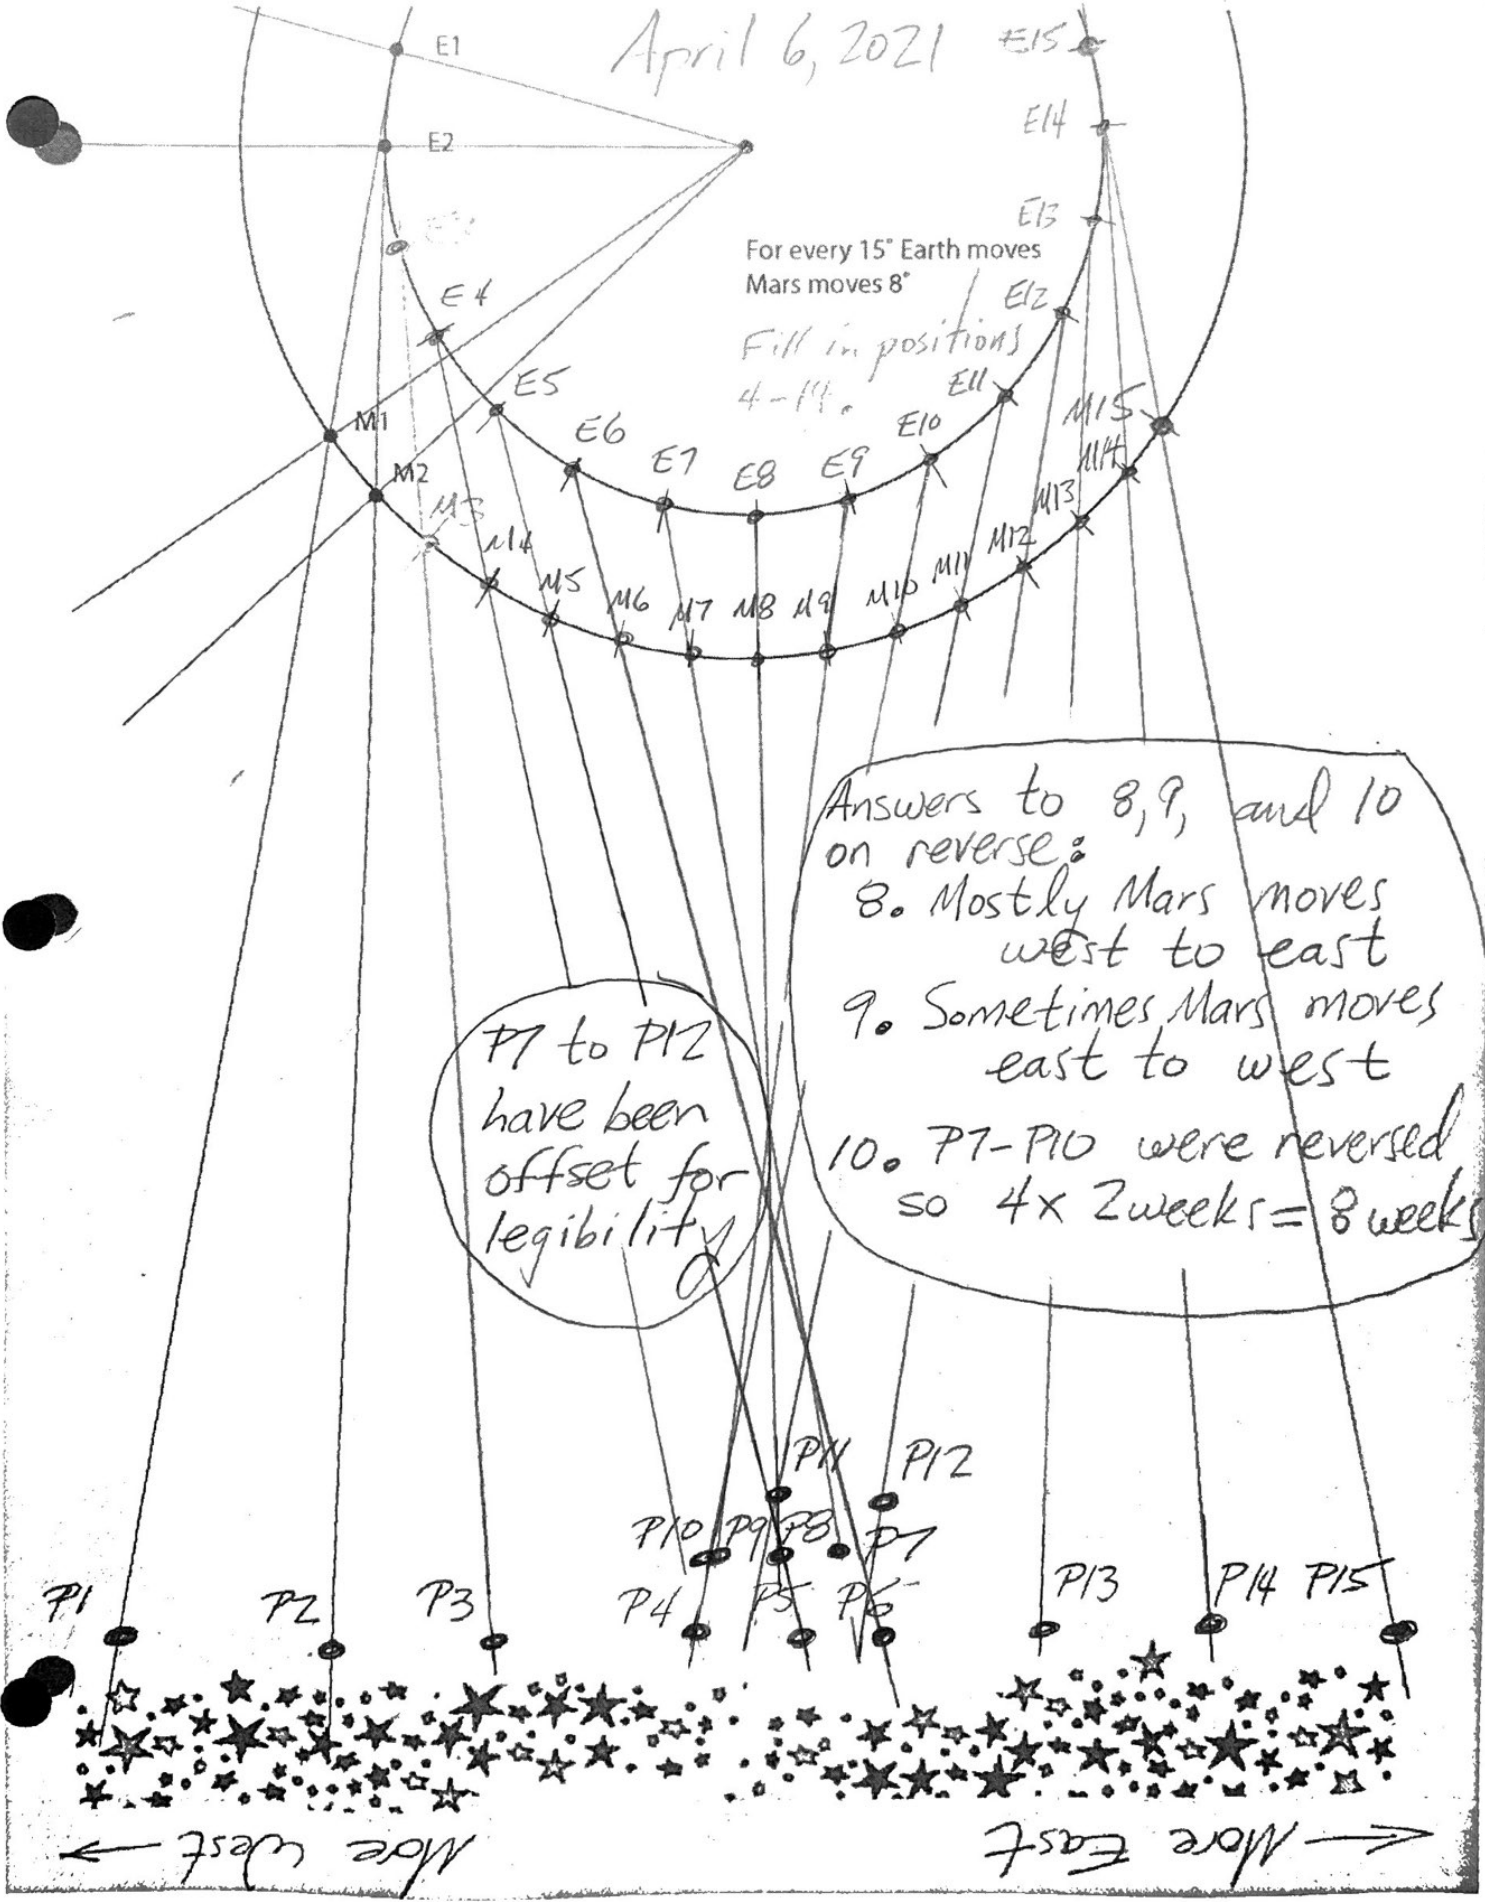 April 6, 2021
E1
E15
E2
E14
E13
For every 15° Earth moves
Mars moves 8°
E4
E12
Fill in positions
4-14.
E5
E11
M1
M15
E6
E7
E8
E9
E10
M2
M14
M3
M13
M4
M12
M5
M6
M7
M8
M9
M10
M11
Answers to 8, 9, and 10
on reverse:
8. Mostly Mars moves
west to east
9. Sometimes Mars moves
east to west
10. P7-P10 were reversed
so 4x 2weeks = 8 weeks
P7 to P12
have been
offset for
legibility
P11
P12
P10
P9
P8
P7
P1
P2
P3
P4
P5
P6
P13
P14
P15
More West
More East